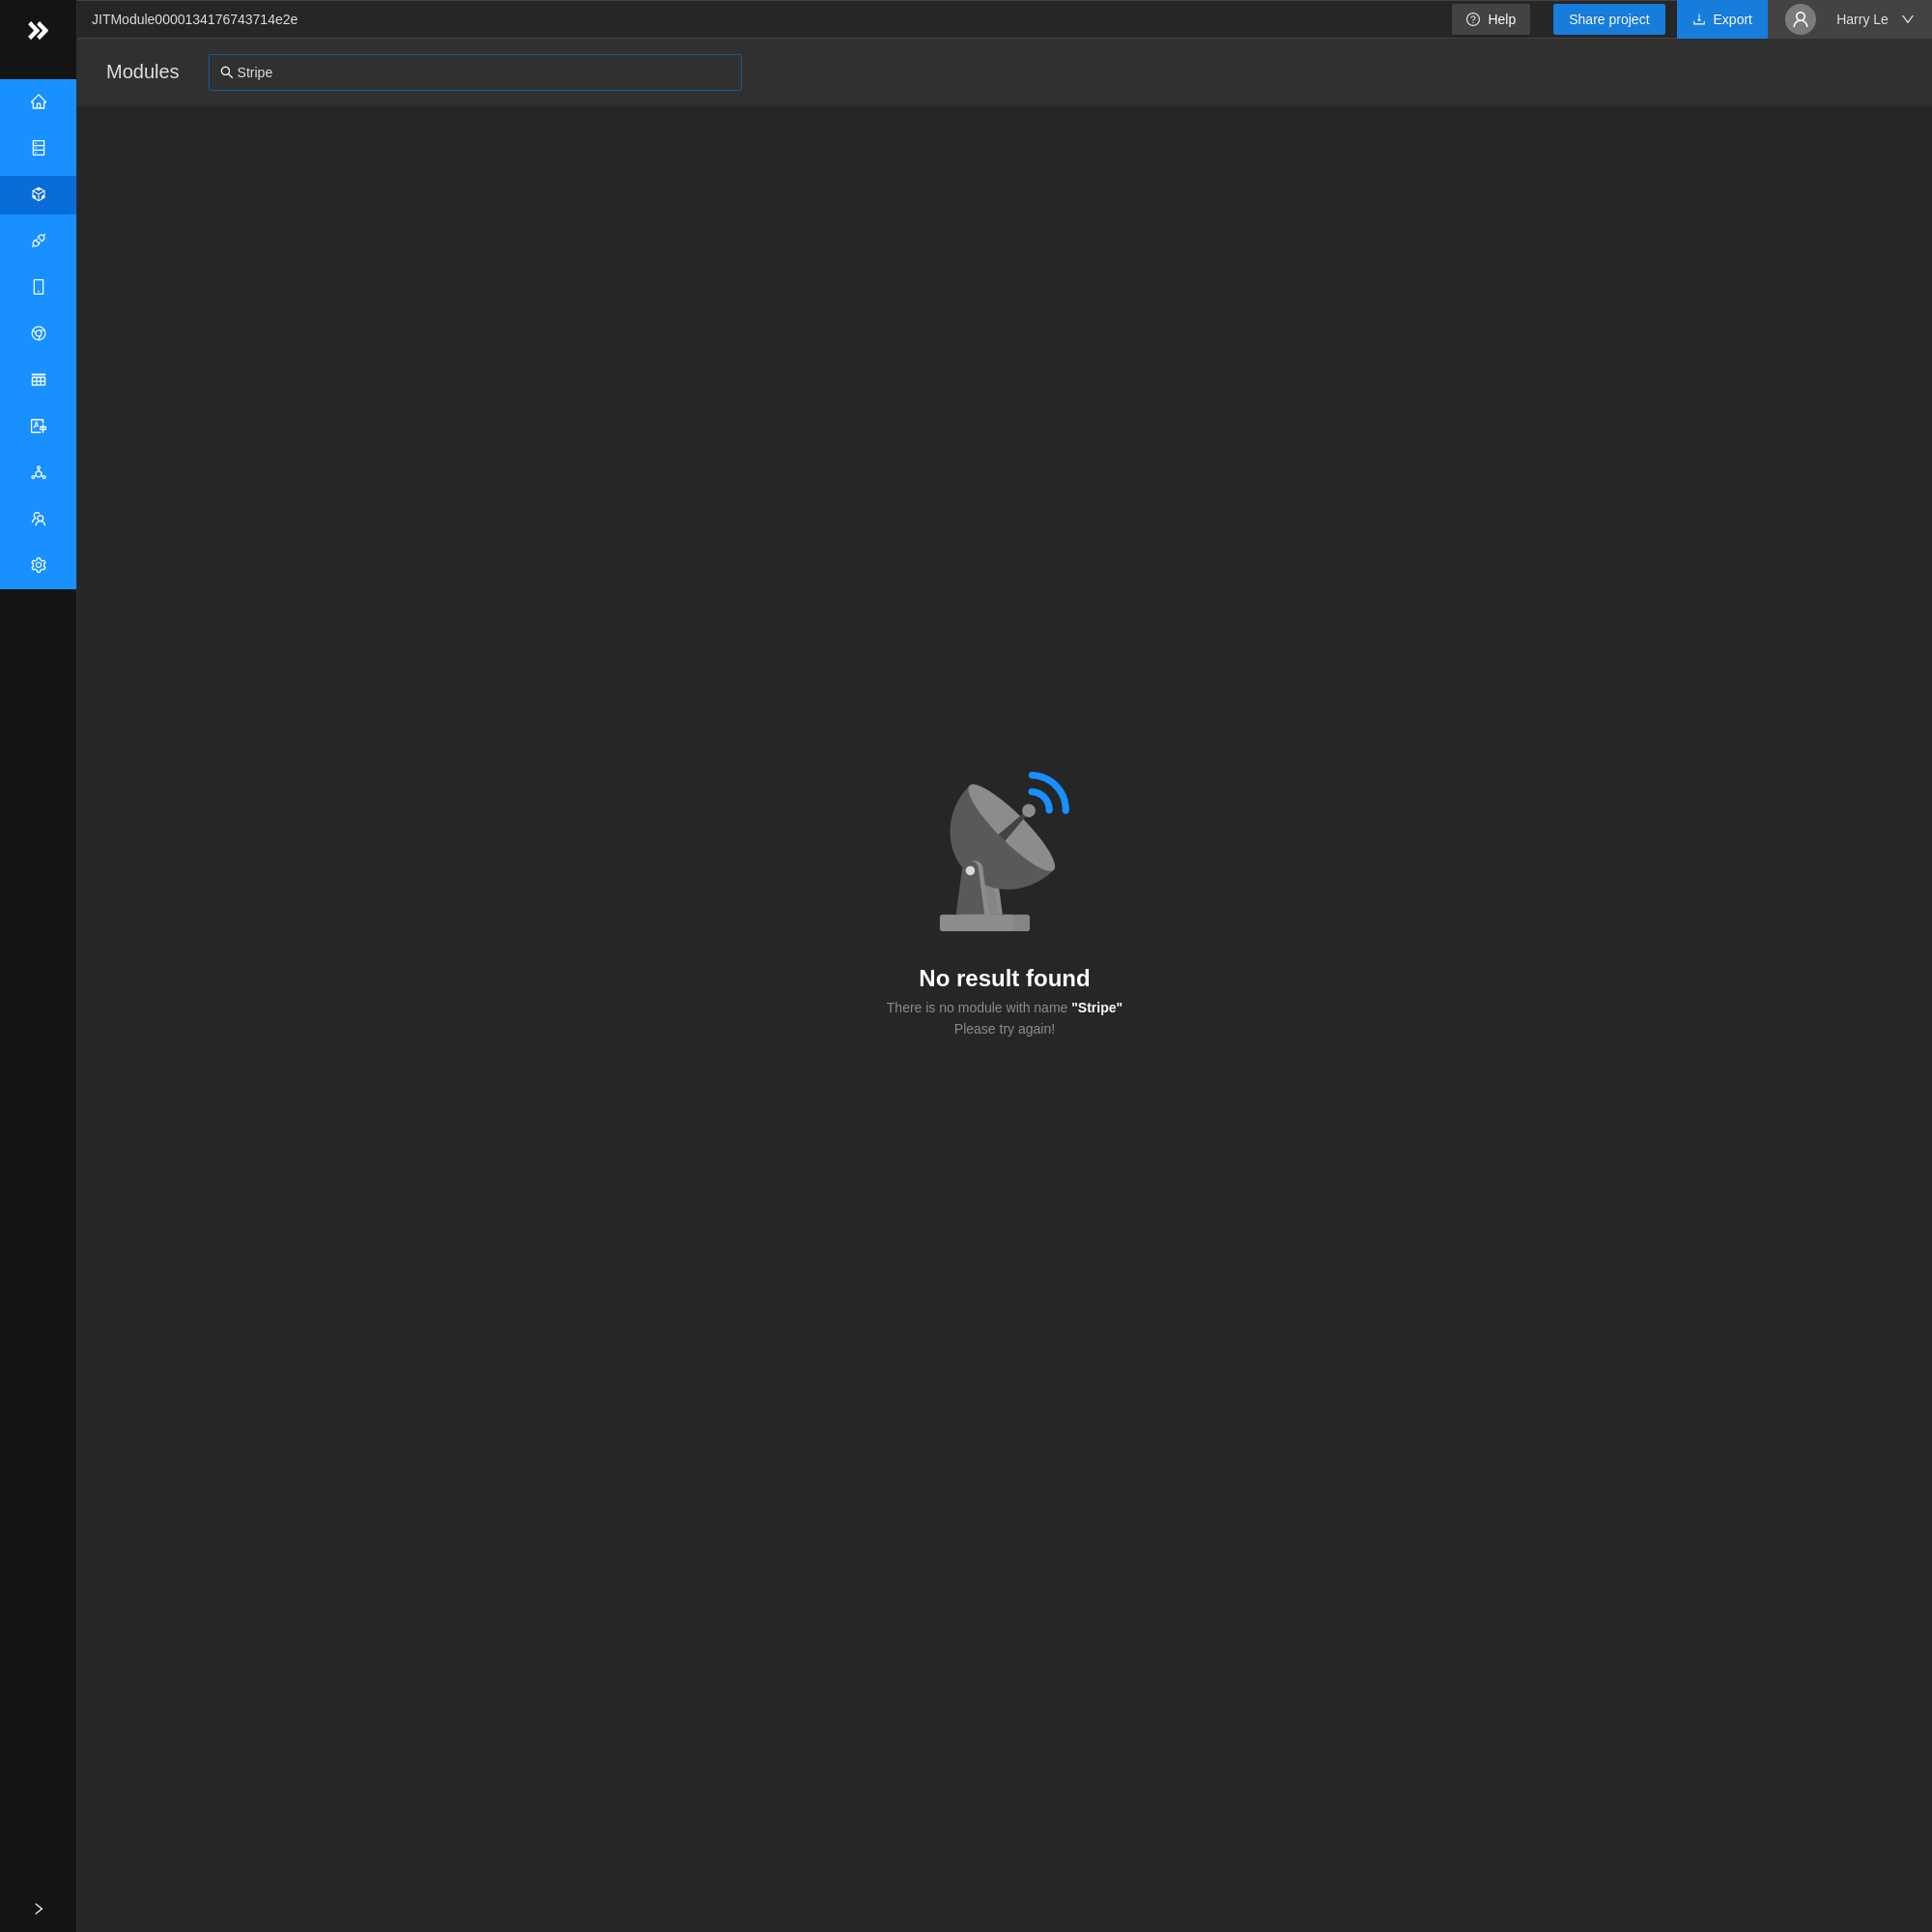 JITModule0000134176743714e2e
Help
Share project
Export
Harry Le
Modules
Stripe
No result found
There is no module with name "Stripe"
Please try again!